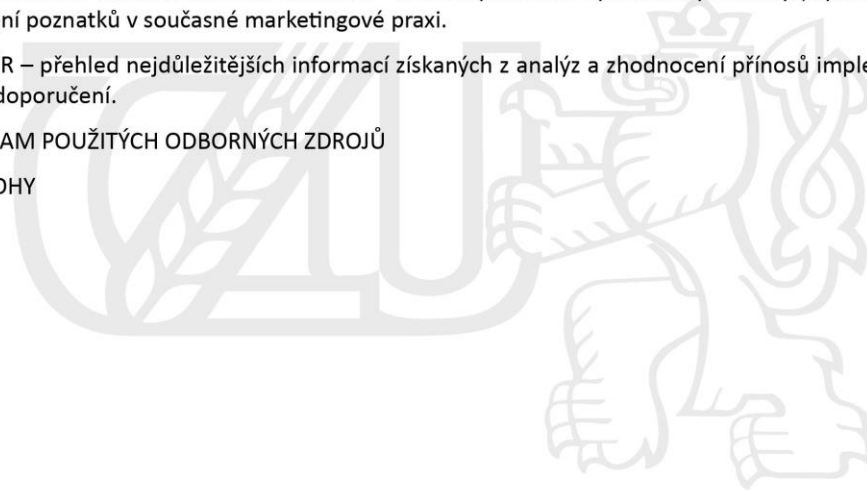 ní poznatků v současné marketingové praxi.
R – přehled nejdůležitějších informací získaných z analýz a zhodnocení přínosů imple
doporučení.
AM POUŽITÝCH ODBORNÝCH ZDROJŮ
OHY
ČZU